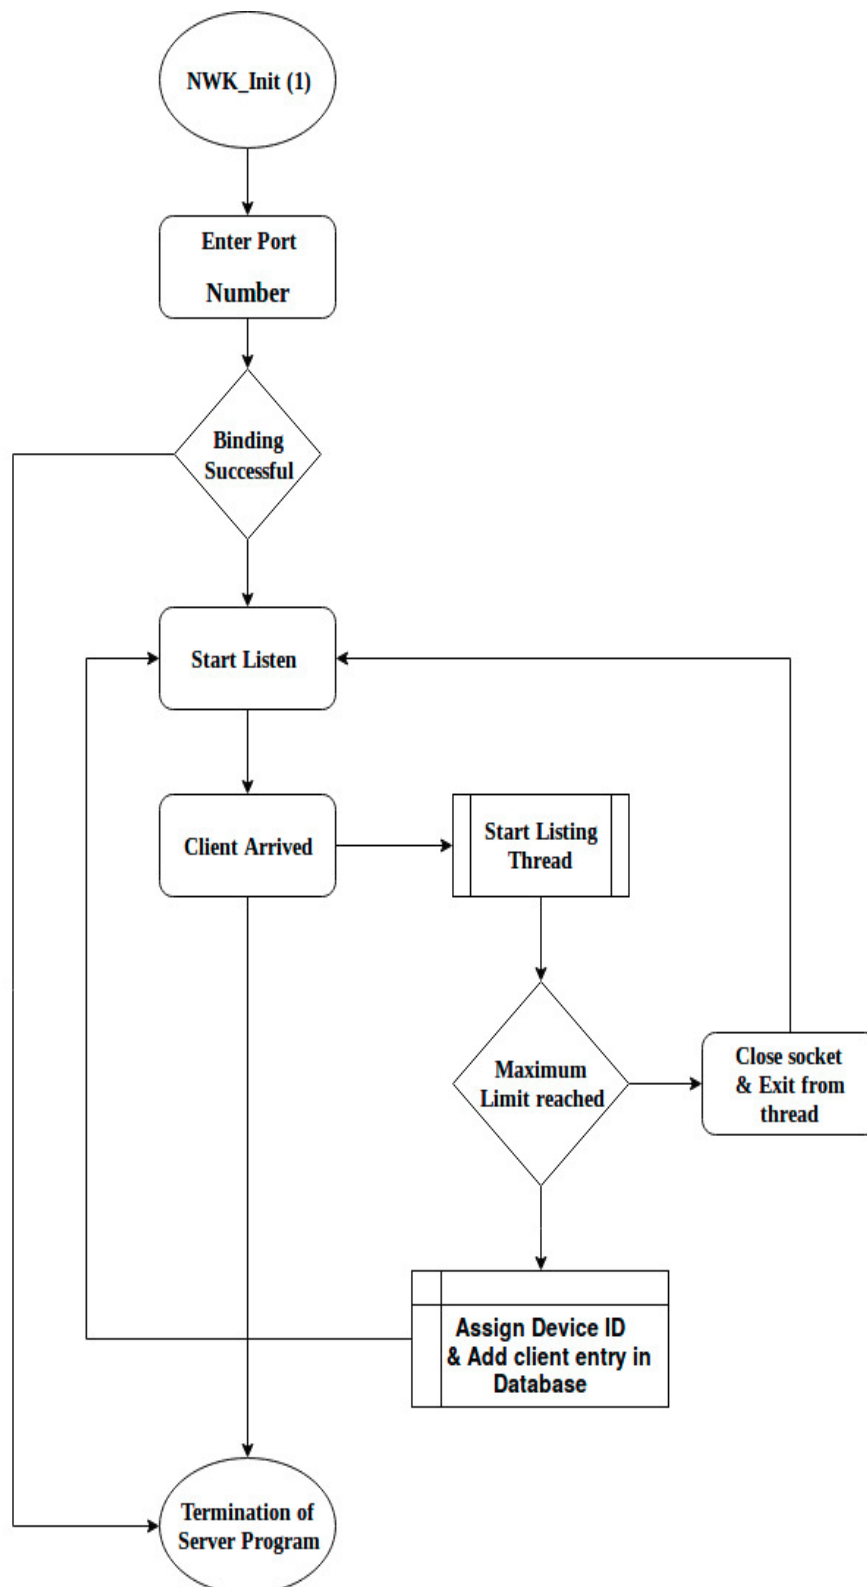 NWK_Init (1)
Enter Port
Number
Binding
Successful
Start Listen
Client Arrived
Start Listing
Thread
Maximum
Limit reached
Close socket
& Exit from
thread
Assign Device ID
& Add client entry in
Database
Termination of
Server Program